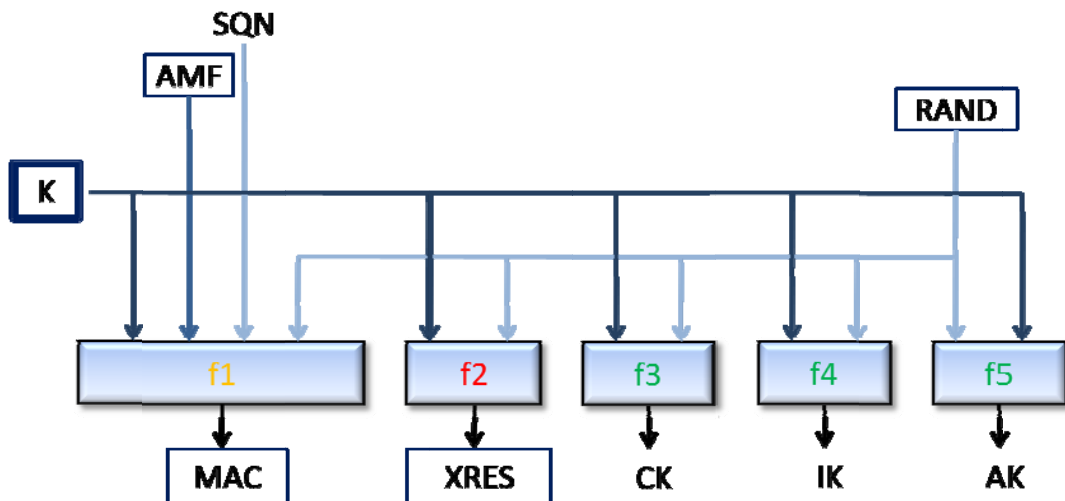 SQN
AMF
RAND
K
f1 f2 f3 f4 f5
MAC XRES CK IK AK